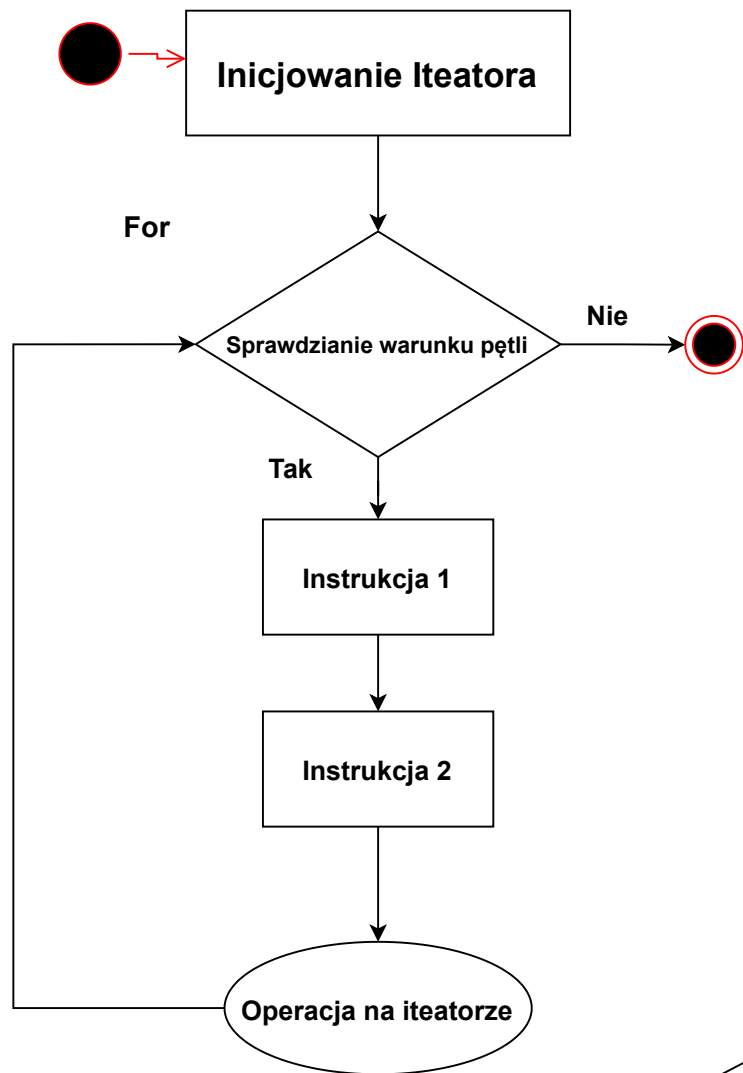 Inicjowanie Iteatora
For
Sprawdzianie warunku pętli
Nie
Tak
Instrukcja 1
Instrukcja 2
Operacja na iteatorze